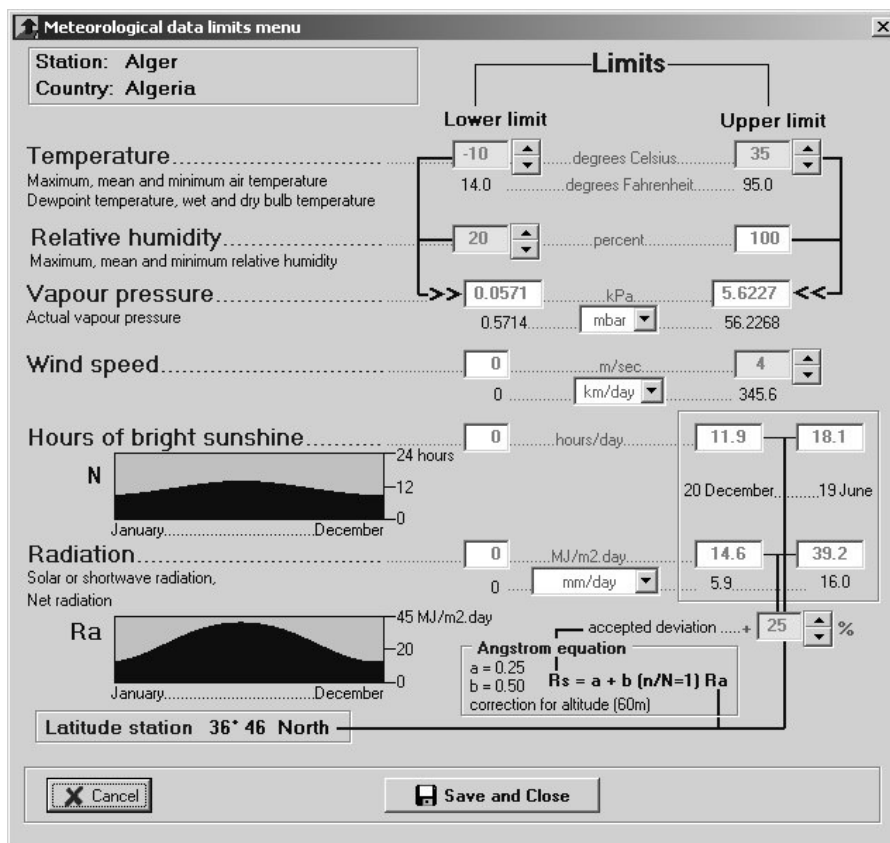 Meteorological data limits menu
Station: Alger
Country: Algeria
Limits
Lower limit Upper limit
Temperature -10 degrees Celsius 35
Maximum, mean and minimum air temperature 14.0 degrees Fahrenheit 95.0
Dewpoint temperature, wet and dry bulb temperature
Relative humidity 20 percent 100
Maximum, mean and minimum relative humidity
Vapour pressure >> 0.0571 kPa 5.6227 <<
Actual vapour pressure 0.5714 mbar 56.2268
Wind speed 0 m/sec 4
0 km/day 345.6
Hours of bright sunshine 0 hours/day 11.9 18.1
24 hours
N
12
20 December 19 June
0
January December
Radiation 0 MJ/m2.day 14.6 39.2
Solar or shortwave radiation, 0 mm/day 5.9 16.0
Net radiation
45 MJ/m2.day
accepted deviation + 25 %
Ra
20
Angstrom equation
a = 0.25
b = 0.50 Rs = a + b (n/N=1) Ra
0
January December
correction for altitude (60m)
Latitude station 36° 46 North
Cancel Save and Close